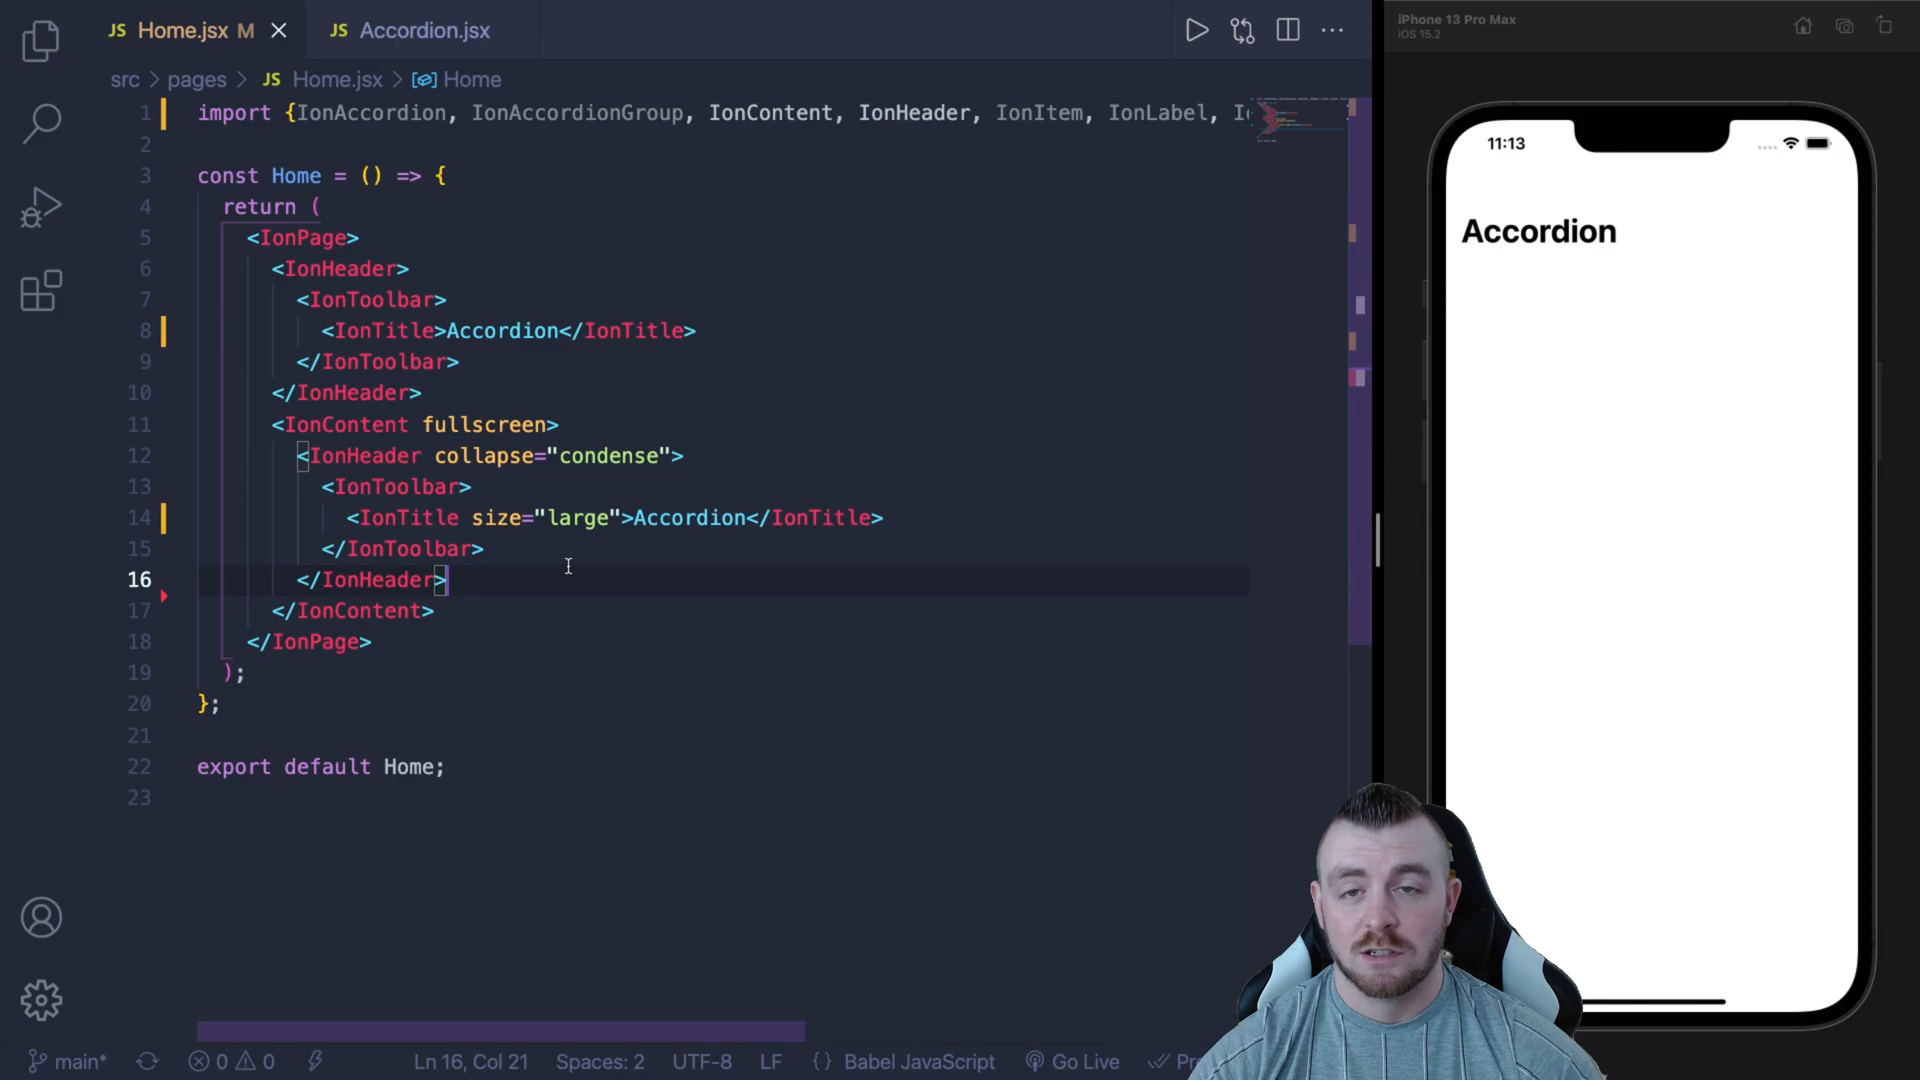 JS Home.jsx M
JS Accordion.jsx
src > pages > JS Home.jsx > Home
1 import {IonAccordion, IonAccordionGroup, IonContent, IonHeader, IonItem, IonLabel,
2
3 const Home = () => {
4 return (
5 <IonPage>
6 <IonHeader>
7 <IonToolbar>
8 <IonTitle>Accordion</IonTitle>
9 </IonToolbar>
10 </IonHeader>
11 <IonContent fullscreen>
12 <IonHeader collapse="condense">
13 <IonToolbar>
14 <IonTitle size="large">Accordion</IonTitle>
15 </IonToolbar>
16 </IonHeader>
17 </IonContent>
18 </IonPage>
19 );
20 };
21
22 export default Home;
23
main* 0 0 Ln 16, Col 21 Spaces: 2 UTF-8 LF {} Babel JavaScript Go Live
iPhone 13 Pro Max
iOS 15.2
11:13
Accordion